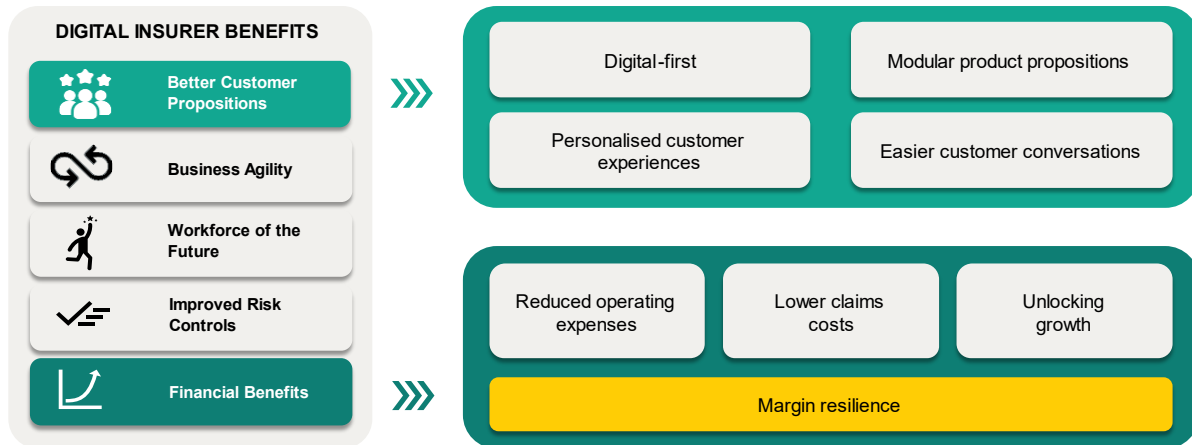 DIGITAL INSURER BENEFITS
Better Customer
Propositions
Business Agility
Workforce of the
Future
Improved Risk
Controls
Financial Benefits
Digital-first
Modular product propositions
Personalised customer
experiences
Easier customer conversations
Reduced operating
expenses
Lower claims
costs
Unlocking
growth
Margin resilience